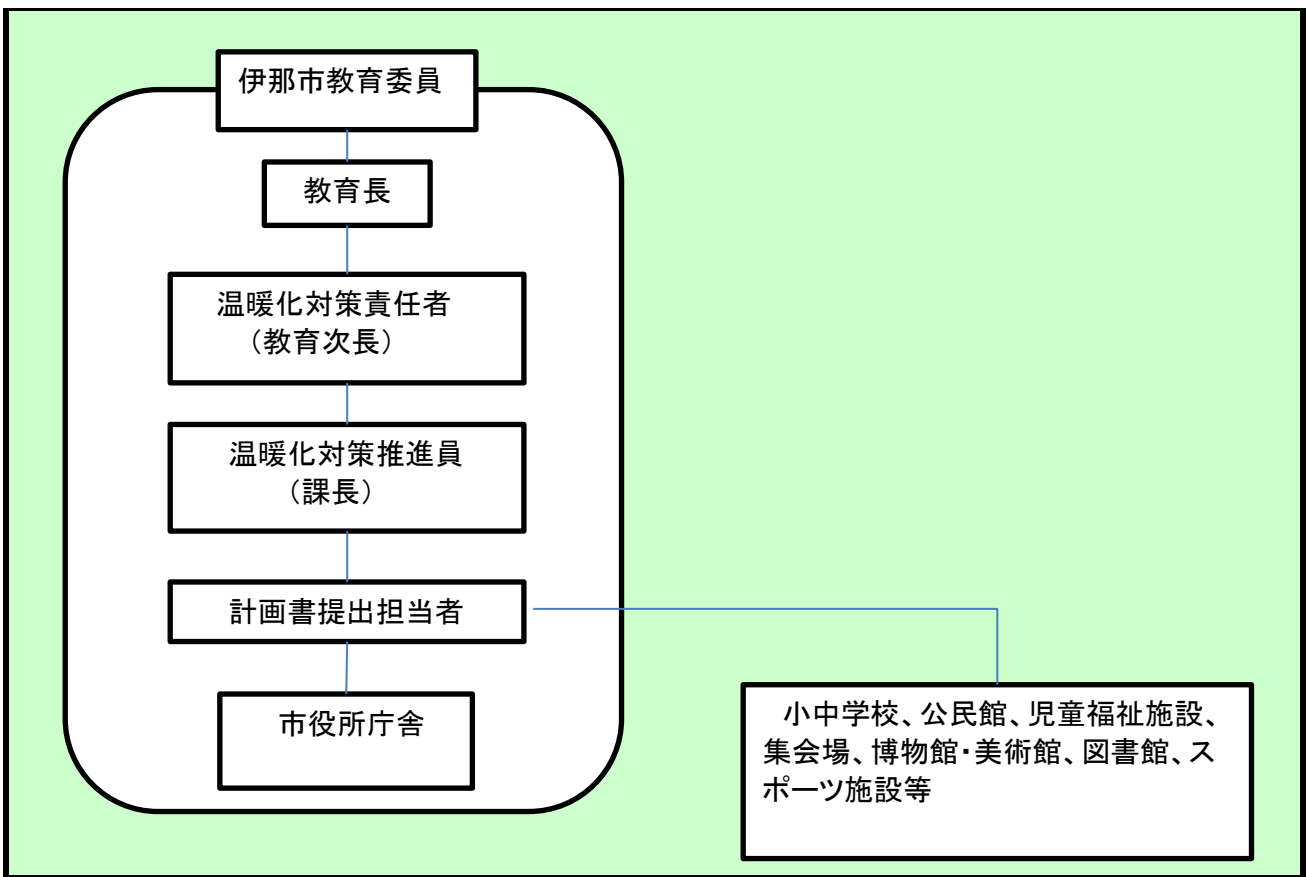 伊那市教育委員
教育長
温暖化対策責任者
（教育次長）
温暖化対策推進員
（課長）
計画書提出担当者
市役所庁舎
小中学校、公民館、児童福祉施設、
集会場、博物館・美術館、図書館、ス
ポーツ施設等